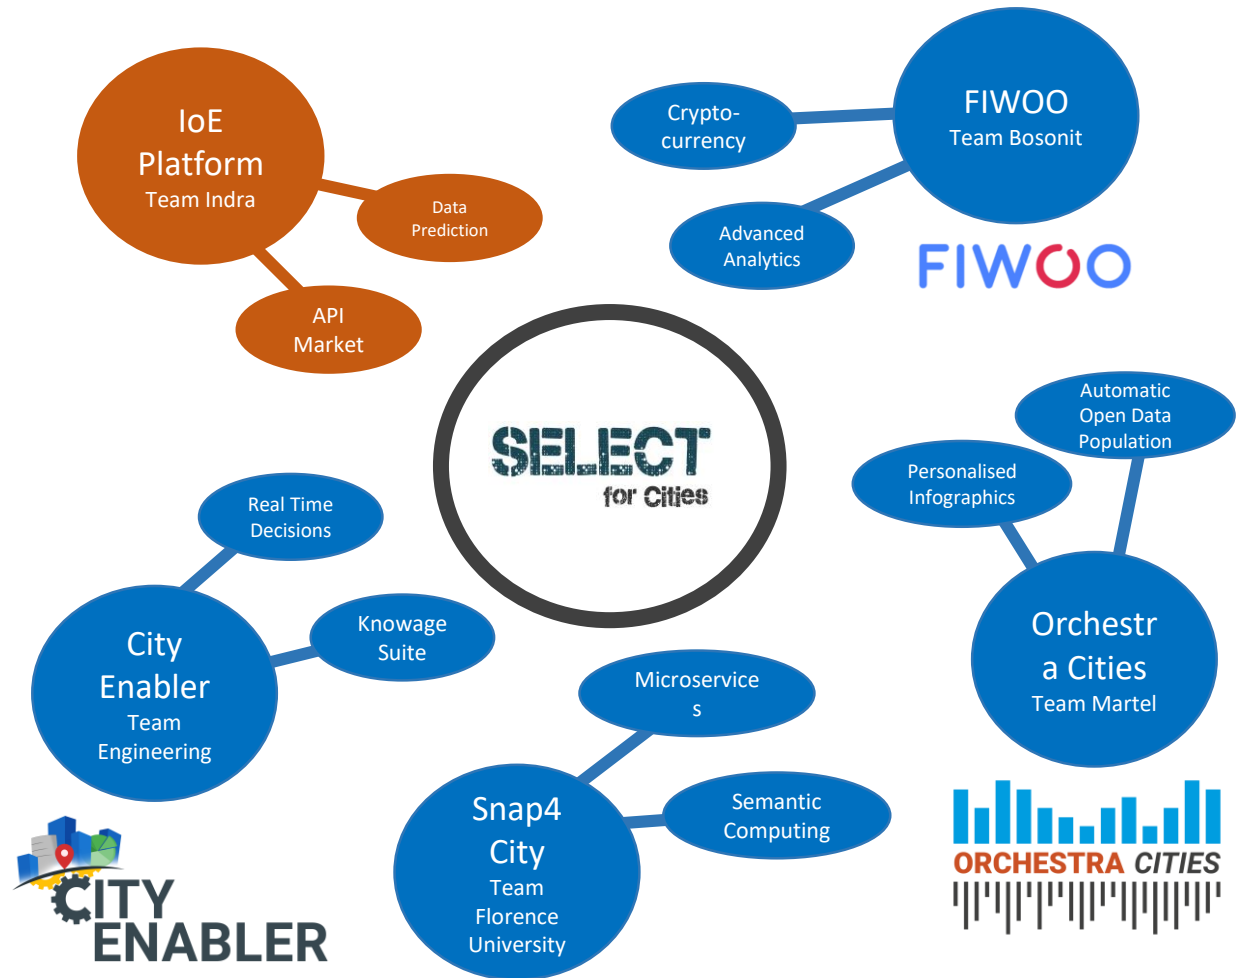 IoE
Platform
Team Indra
Data
Prediction
API
Market
Crypto-
currency
Advanced
Analytics
FIWOO
Team Bosonit
FIWOO
SELECT
for Cities
Automatic
Open Data
Population
Personalised
Infographics
Orchestr
a Cities
Team Martel
ORCHESTRA CITIES
Real Time
Decisions
Knowage
Suite
City
Enabler
Team
Engineering
CITY
ENABLER
Microservice
s
Semantic
Computing
Snap4
City
Team
Florence
University